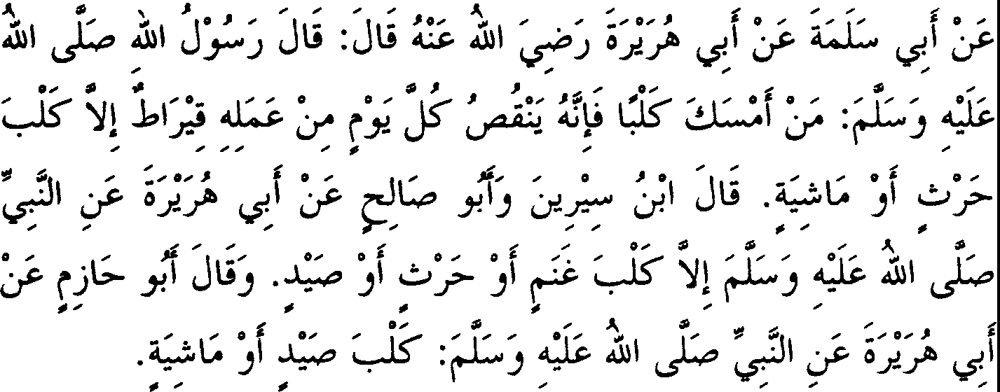 عَنْ أَبِي سَلَمَةَ عَنْ أَبِي هُرَيْرَةَ رَضِيَ اللهُ عَنْهُ قَالَ: قَالَ رَسُوْلُ اللهِ صَلَّى اللهُ
عَلَيْهِ وَسَلَّمَ: مَنْ أَمْسَكَ كَلْبًا فَإِنَّهُ يَنْقُصُ كُلَّ يَوْمٍ مِنْ عَمَلِهِ قِيْرَاطٌ إِلاَّ كَلْبَ
حَرْثٍ أَوْ مَاشِيَةٍ. قَالَ ابْنُ سِيْرِينَ وَأَبُو صَالِحٍ عَنْ أَبِي هُرَيْرَةَ عَنِ النَّبِيِّ
صَلَّى اللهُ عَلَيْهِ وَسَلَّمَ إِلاَّ كَلْبَ غَنَمٍ أَوْ حَرْثٍ أَوْ صَيْدٍ. وَقَالَ أَبُو حَازِمٍ عَنْ
أَبِي هُرَيْرَةَ عَنِ النَّبِيِّ صَلَّى اللهُ عَلَيْهِ وَسَلَّمَ: كَلْبَ صَيْدٍ أَوْ مَاشِيَةٍ.